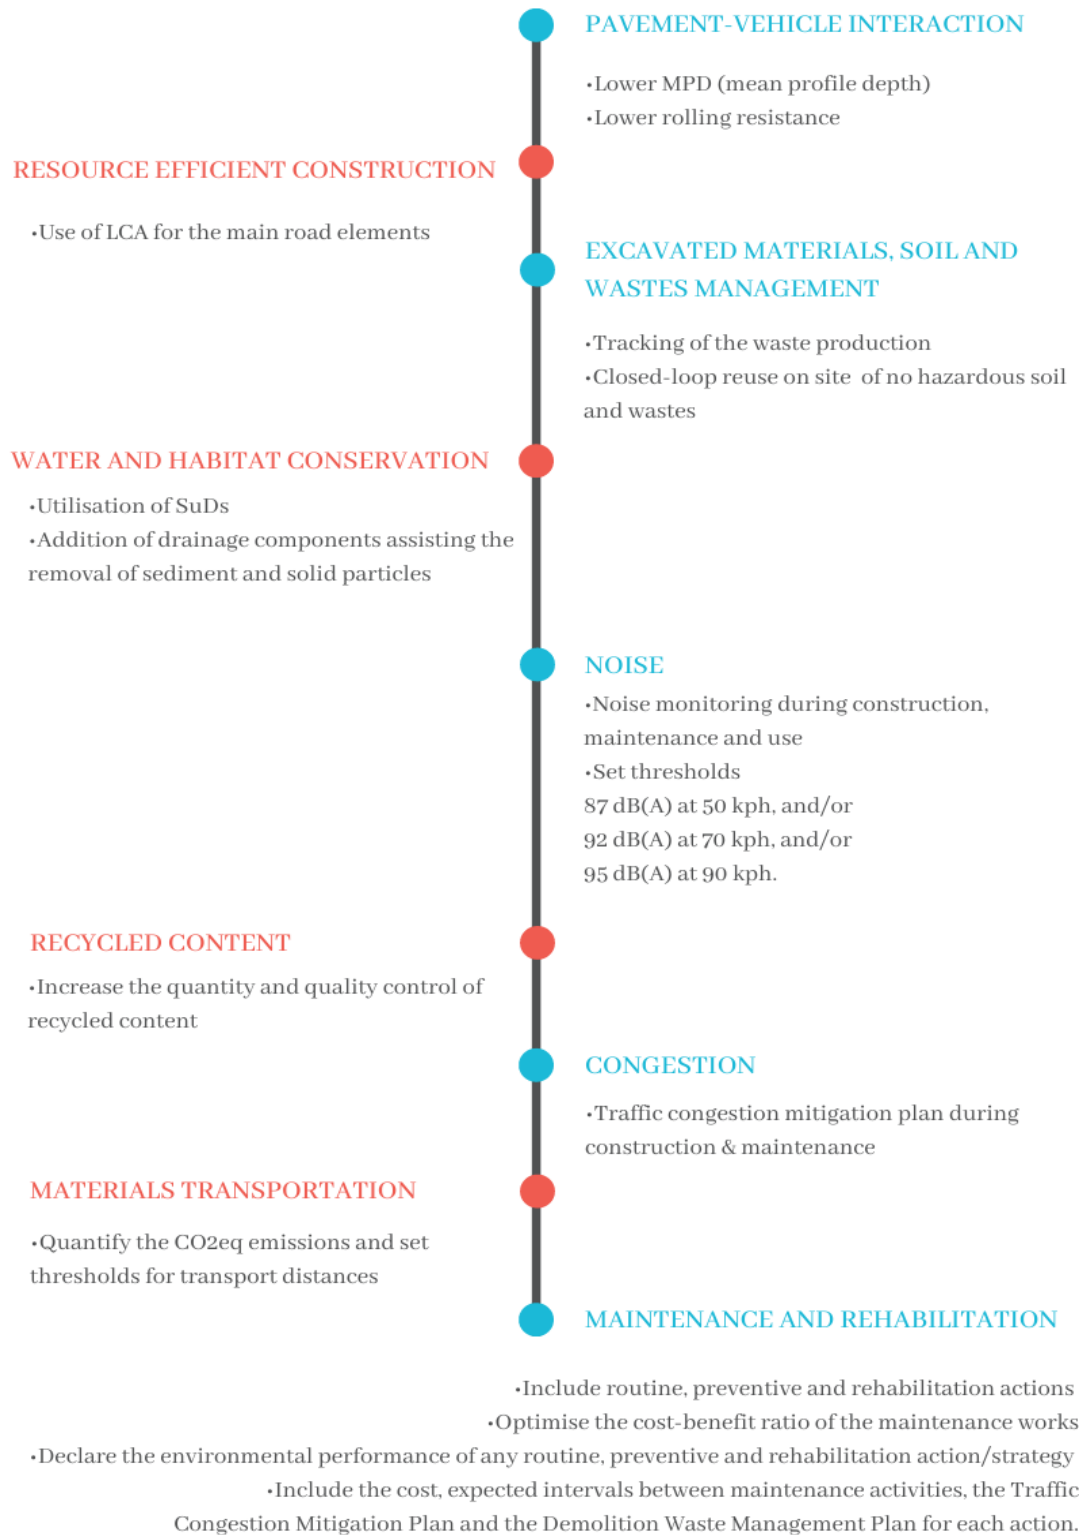 PAVEMENT-VEHICLE INTERACTION
•Lower MPD (mean profile depth)
•Lower rolling resistance
RESOURCE EFFICIENT CONSTRUCTION
•Use of LCA for the main road elements
EXCAVATED MATERIALS, SOIL AND
WASTES MANAGEMENT
•Tracking of the waste production
•Closed-loop reuse on site of no hazardous soil
and wastes
WATER AND HABITAT CONSERVATION
•Utilisation of SuDs
•Addition of drainage components assisting the
removal of sediment and solid particles
NOISE
•Noise monitoring during construction,
maintenance and use
•Set thresholds
87 dB(A) at 50 kph, and/or
92 dB(A) at 70 kph, and/or
95 dB(A) at 90 kph.
RECYCLED CONTENT
•Increase the quantity and quality control of
recycled content
CONGESTION
•Traffic congestion mitigation plan during
construction & maintenance
MATERIALS TRANSPORTATION
•Quantify the CO2eq emissions and set
thresholds for transport distances
MAINTENANCE AND REHABILITATION
•Include routine, preventive and rehabilitation actions
•Optimise the cost-benefit ratio of the maintenance works
•Declare the environmental performance of any routine, preventive and rehabilitation action/strategy
•Include the cost, expected intervals between maintenance activities, the Traffic
Congestion Mitigation Plan and the Demolition Waste Management Plan for each action.